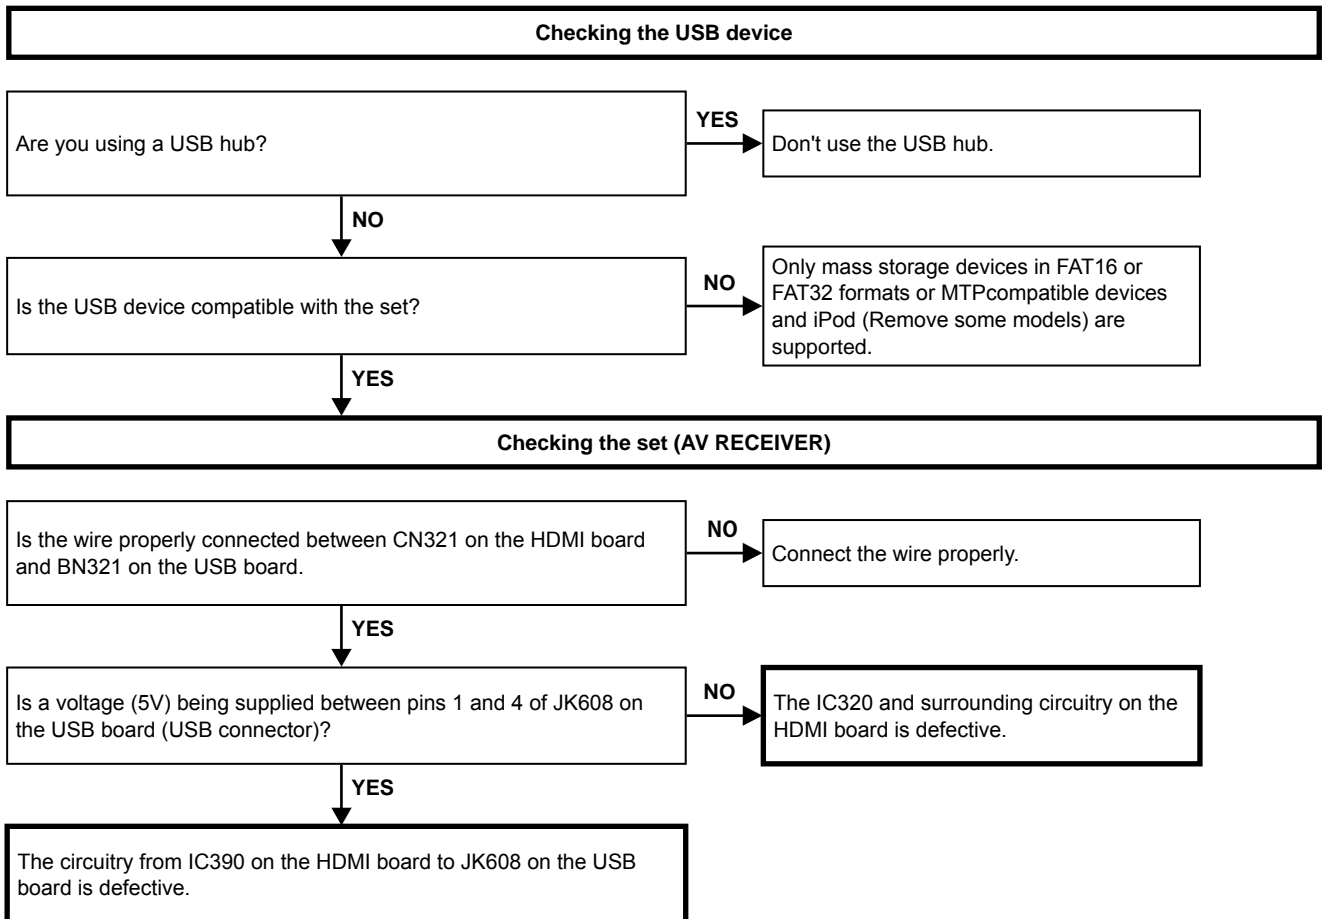 Checking the USB device
Are you using a USB hub?
YES
Don't use the USB hub.
NO
Is the USB device compatible with the set?
NO
Only mass storage devices in FAT16 or
FAT32 formats or MTPcompatible devices
and iPod (Remove some models) are
supported.
YES
Checking the set (AV RECEIVER)
Is the wire properly connected between CN321 on the HDMI board
and BN321 on the USB board.
NO
Connect the wire properly.
YES
Is a voltage (5V) being supplied between pins 1 and 4 of JK608 on
the USB board (USB connector)?
NO
The IC320 and surrounding circuitry on the
HDMI board is defective.
YES
The circuitry from IC390 on the HDMI board to JK608 on the USB
board is defective.